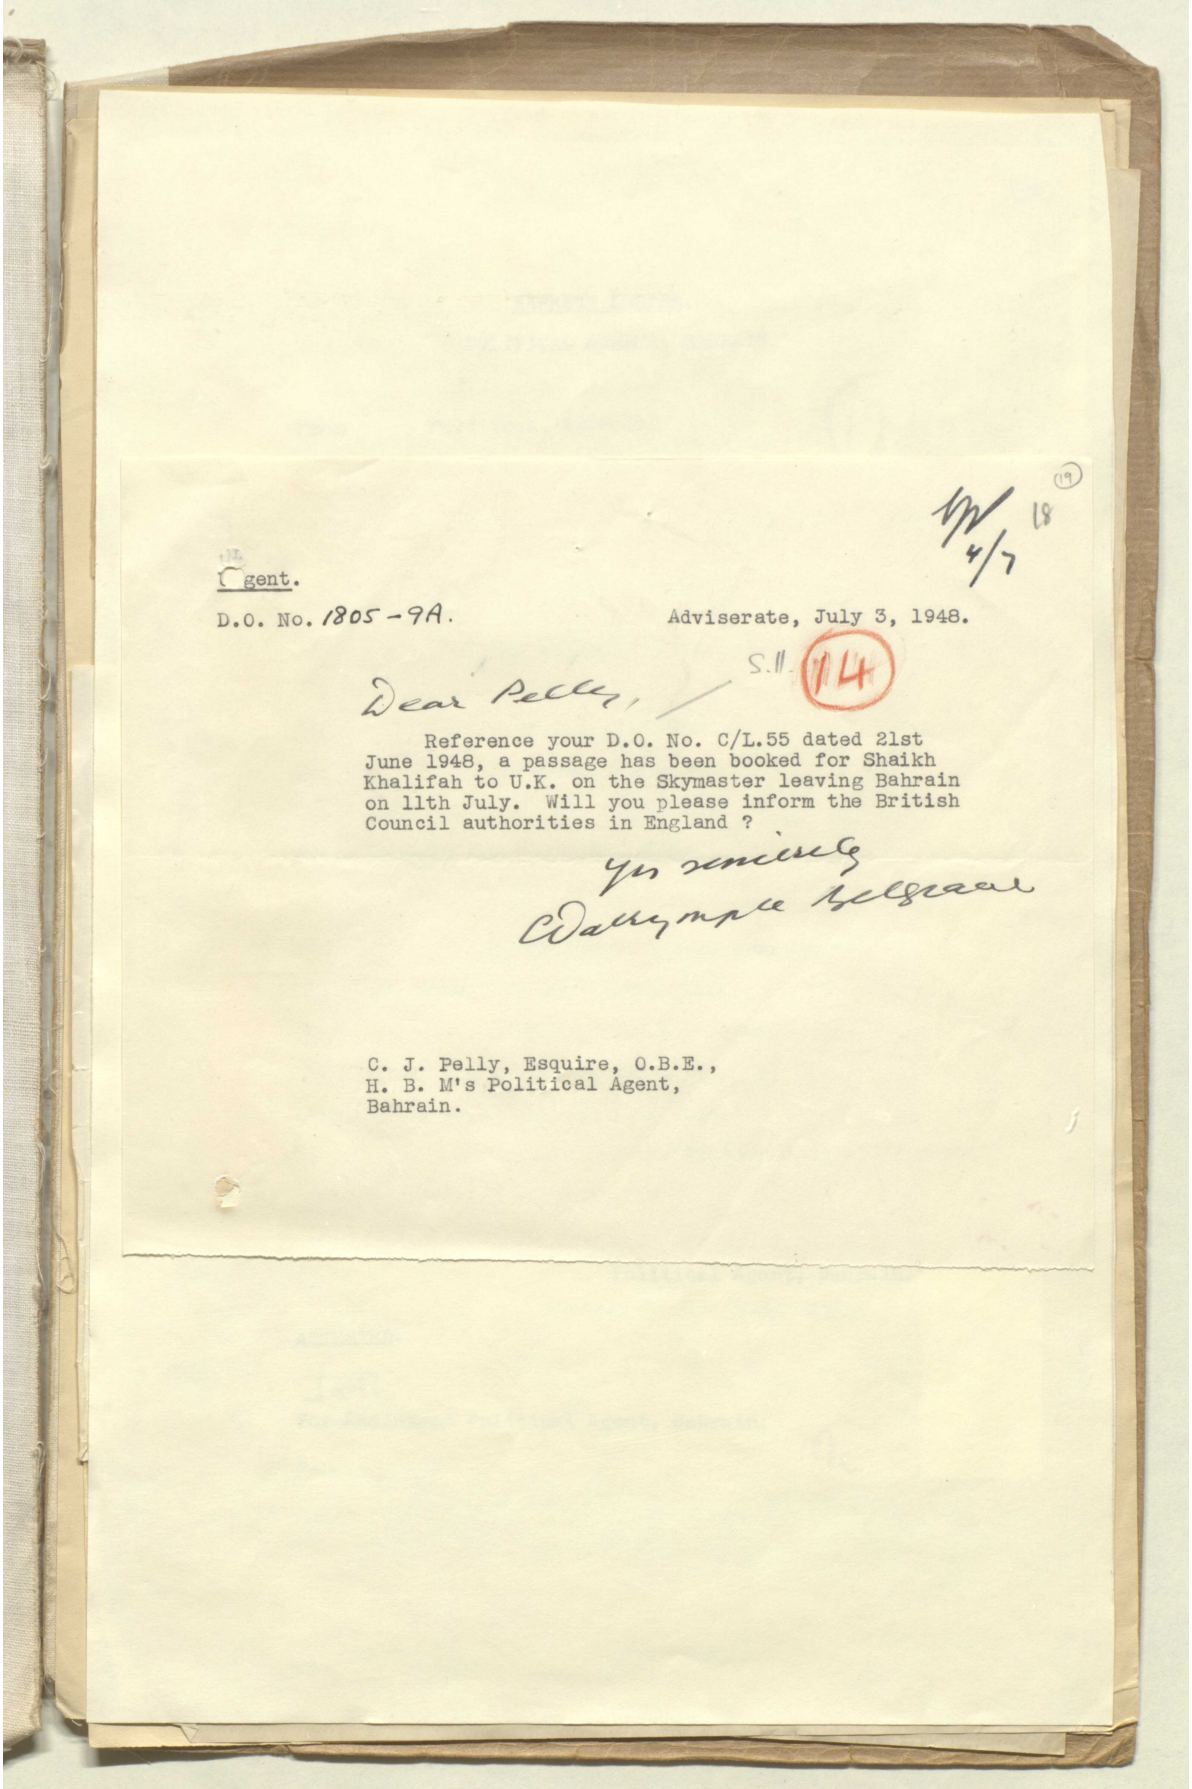 19
18
4/7
Urgent.
D.O. No. 1805-9A.
Adviserate, July 3, 1948.
S.11. 14
Dear Pelly,
Reference your D.O. No. C/L.55 dated 21st
June 1948, a passage has been booked for Shaikh
Khalifah to U.K. on the Skymaster leaving Bahrain
on 11th July. Will you please inform the British
Council authorities in England ?
Yrs sincerely
CDalrymple Belgrave
C. J. Pelly, Esquire, O.B.E.,
H. B. M's Political Agent,
Bahrain.